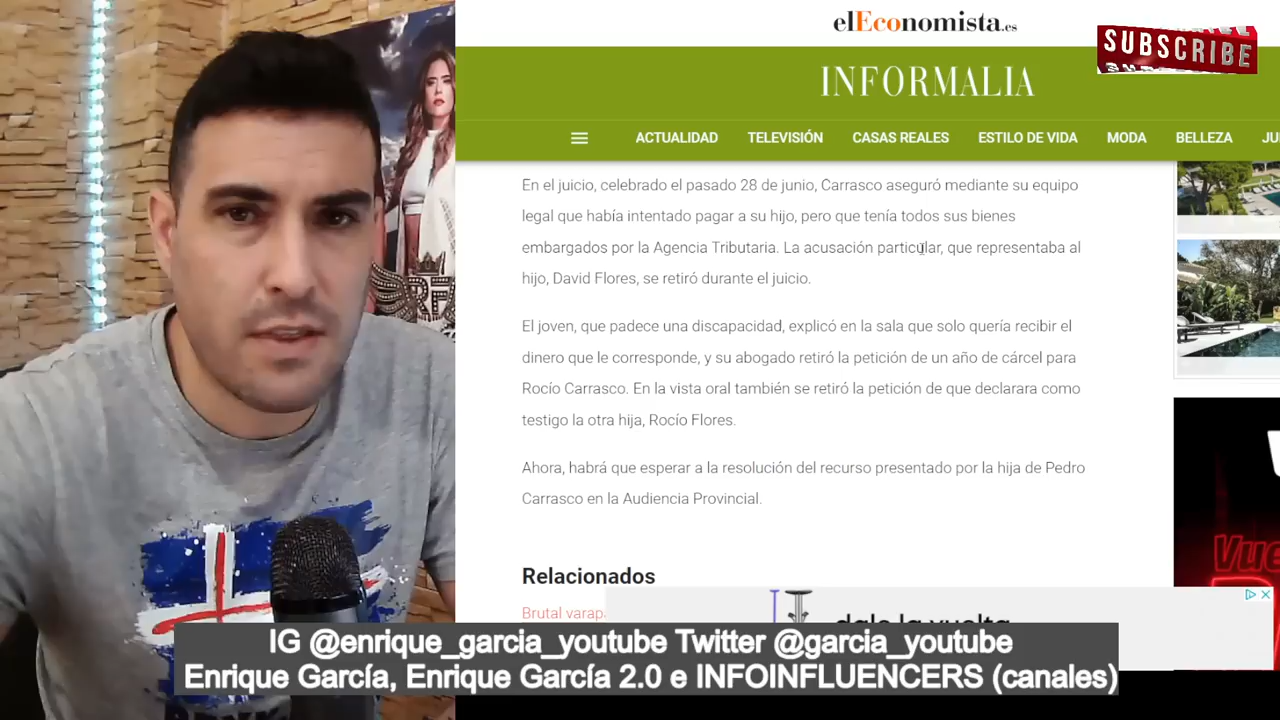 elEconomista.es
SUBSCRIBE
INFORMALIA
ACTUALIDAD TELEVISIÓN CASAS REALES ESTILO DE VIDA MODA BELLEZA JU
En el juicio, celebrado el pasado 28 de junio, Carrasco aseguró mediante su equipo
legal que había intentado pagar a su hijo, pero que tenía todos sus bienes
embargados por la Agencia Tributaria. La acusación particular, que representaba al
hijo, David Flores, se retiró durante el juicio.
El joven, que padece una discapacidad, explicó en la sala que solo quería recibir el
dinero que le corresponde, y su abogado retiró la petición de un año de cárcel para
Rocío Carrasco. En la vista oral también se retiró la petición de que declarara como
testigo la otra hija, Rocío Flores.
Ahora, habrá que esperar a la resolución del recurso presentado por la hija de Pedro
Carrasco en la Audiencia Provincial.
Relacionados
Brutal varapa
dale la vuelta
Vue
IG @enrique_garcia_youtube Twitter @garcia_youtube
Enrique García, Enrique García 2.0 e INFOINFLUENCERS (canales)